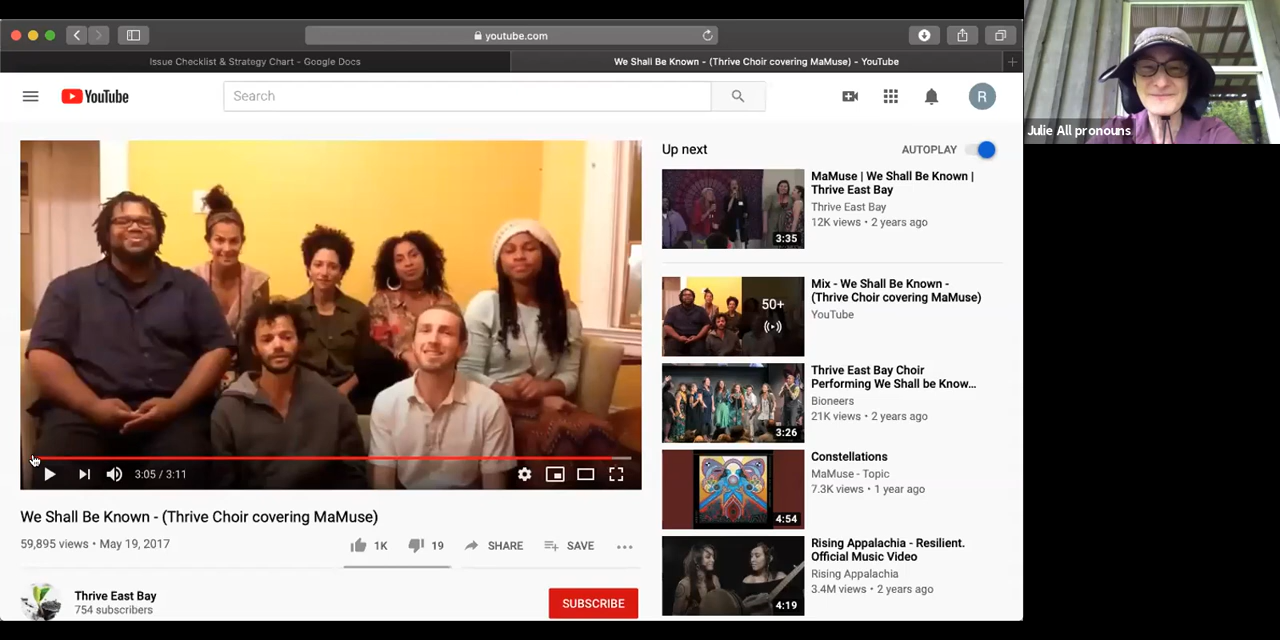 youtube.com
Issue Checklist & Strategy Chart - Google Docs
We Shall Be Known - (Thrive Choir covering MaMuse) - YouTube
YouTube
Search
R
Julie All pronouns
3:05 / 3:11
We Shall Be Known - (Thrive Choir covering MaMuse)
59,895 views • May 19, 2017
1K
19
SHARE
SAVE
Thrive East Bay
754 subscribers
SUBSCRIBE
Up next
AUTOPLAY
3:35
MaMuse | We Shall Be Known |
Thrive East Bay
Thrive East Bay
12K views • 2 years ago
50+
Mix - We Shall Be Known -
(Thrive Choir covering MaMuse)
YouTube
3:26
Thrive East Bay Choir
Performing We Shall be Know...
Bioneers
21K views • 2 years ago
4:54
Constellations
MaMuse - Topic
7.3K views • 1 year ago
4:19
Rising Appalachia - Resilient.
Official Music Video
Rising Appalachia
3.4M views • 2 years ago